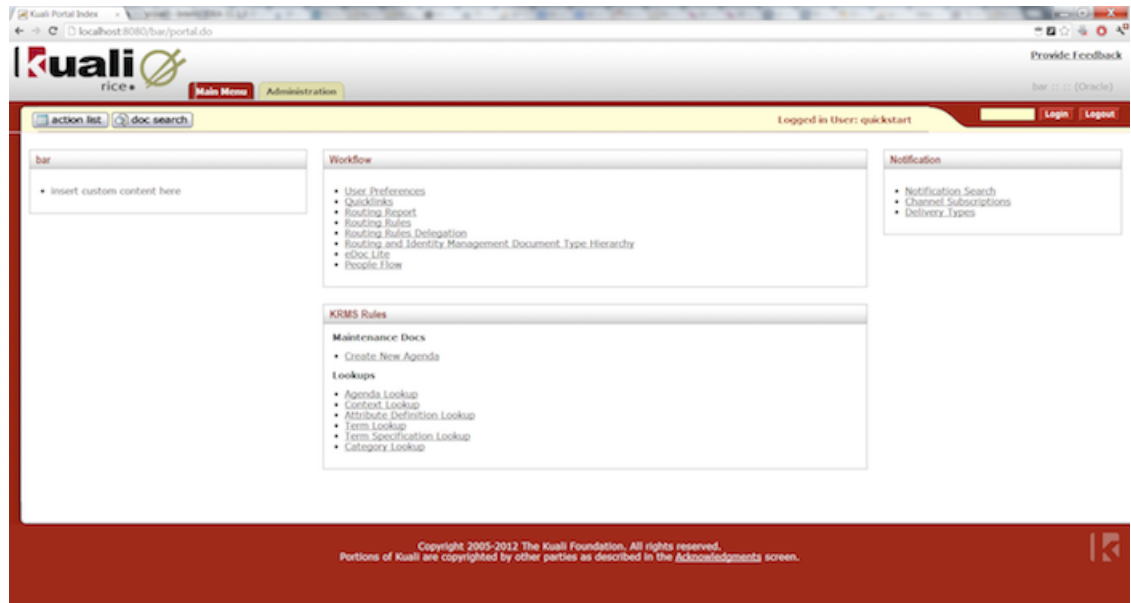 Kuali Portal Index
localhost:8080/bar/portal.do
kuali
rice
Provide Feedback
Main Menu
Administration
bar :: :: (Oracle)
action list
doc search
Logged in User: quickstart
Login
Logout
bar
• insert custom content here
Workflow
• User Preferences
• Quicklinks
• Routing Report
• Routing Rules
• Routing Rules Delegation
• Routing and Identity Management Document Type Hierarchy
• eDoc Lite
• People Flow
KRMS Rules
Maintenance Docs
• Create New Agenda
Lookups
• Agenda Lookup
• Context Lookup
• Attribute Definition Lookup
• Term Lookup
• Term Specification Lookup
• Category Lookup
Notification
• Notification Search
• Channel Subscriptions
• Delivery Types
Copyright 2005-2012 The Kuali Foundation. All rights reserved.
Portions of Kuali are copyrighted by other parties as described in the Acknowledgments screen.